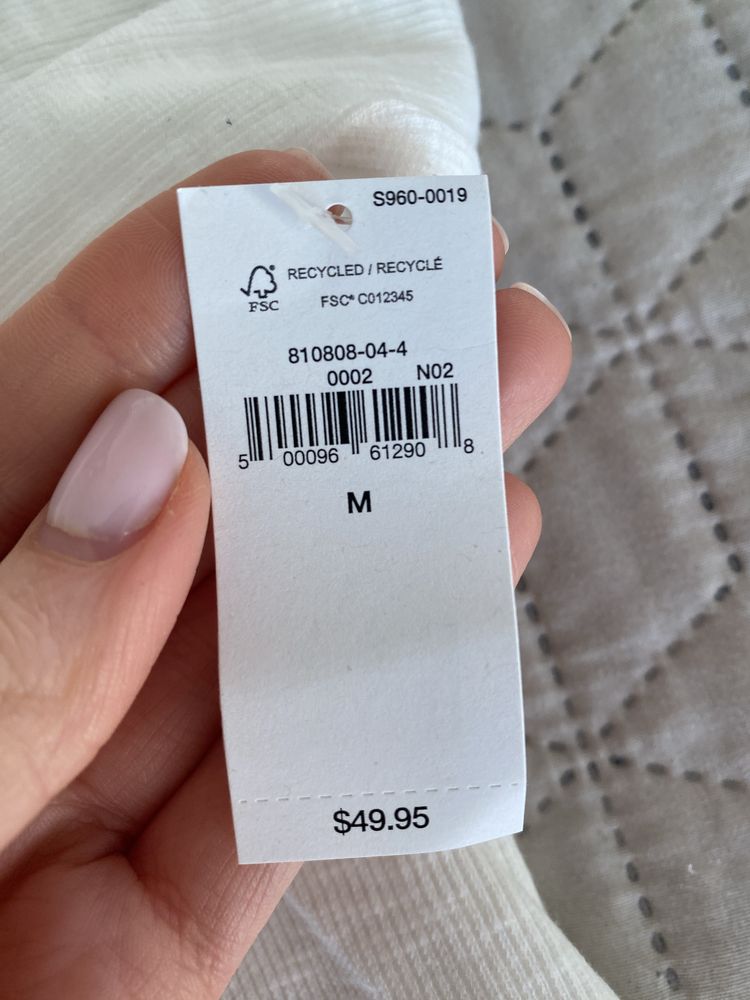 S960-0019
RECYCLED / RECYCLÉ
FSC
FSC® C012345
810808-04-4
0002 N02
5 00096 61290 8
M
$49.95